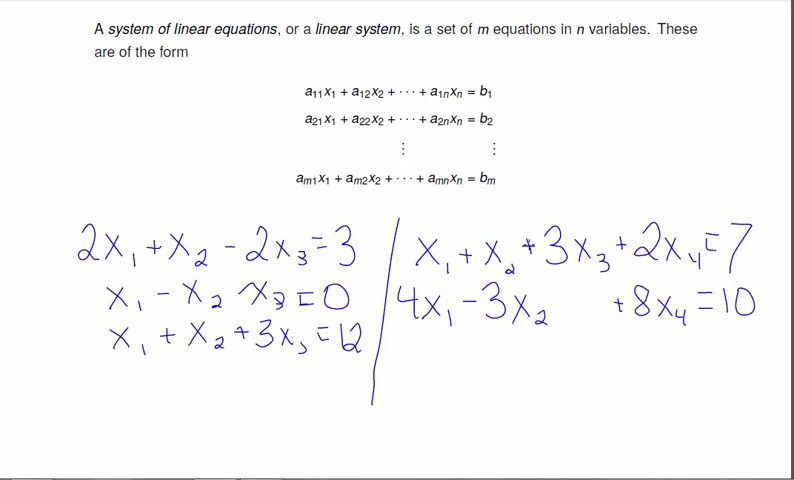 A system of linear equations, or a linear system, is a set of m equations in n variables. These
are of the form
a₁₁x₁ + a₁₂x₂ + ··· + a₁ₙxₙ = b₁
a₂₁x₁ + a₂₂x₂ + ··· + a₂ₙxₙ = b₂
⋮ ⋮
aₘ₁x₁ + aₘ₂x₂ + ··· + aₘₙxₙ = bₘ
2x₁ + x₂ - 2x₃ = 3
x₁ - x₂ x₃ = 0
x₁ + x₂ + 3x₃ = 12
x₁ + x₂ + 3x₃ + 2x₄ = 7
4x₁ - 3x₂ + 8x₄ = 10